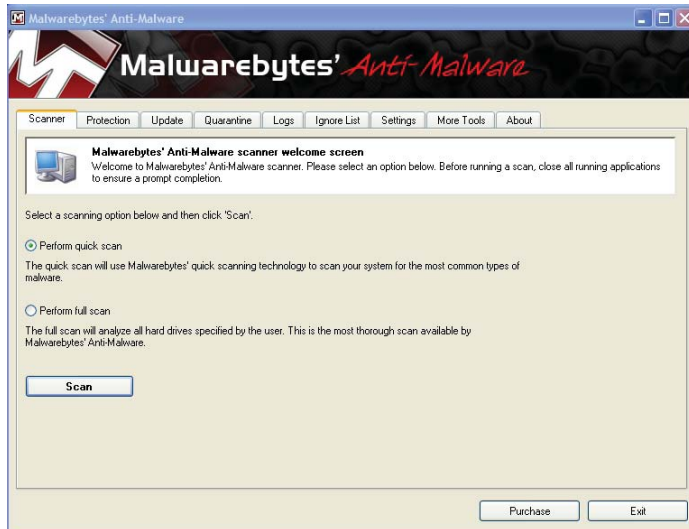 Malwarebytes' Anti-Malware
Malwarebytes' Anti-Malware
Scanner Protection Update Quarantine Logs Ignore List Settings More Tools About
Malwarebytes' Anti-Malware scanner welcome screen
Welcome to Malwarebytes' Anti-Malware scanner. Please select an option below. Before running a scan, close all running applications
to ensure a prompt completion.
Select a scanning option below and then click 'Scan'.
Perform quick scan
The quick scan will use Malwarebytes' quick scanning technology to scan your system for the most common types of
malware.
Perform full scan
The full scan will analyze all hard drives specified by the user. This is the most thorough scan available by
Malwarebytes' Anti-Malware.
Scan
Purchase Exit